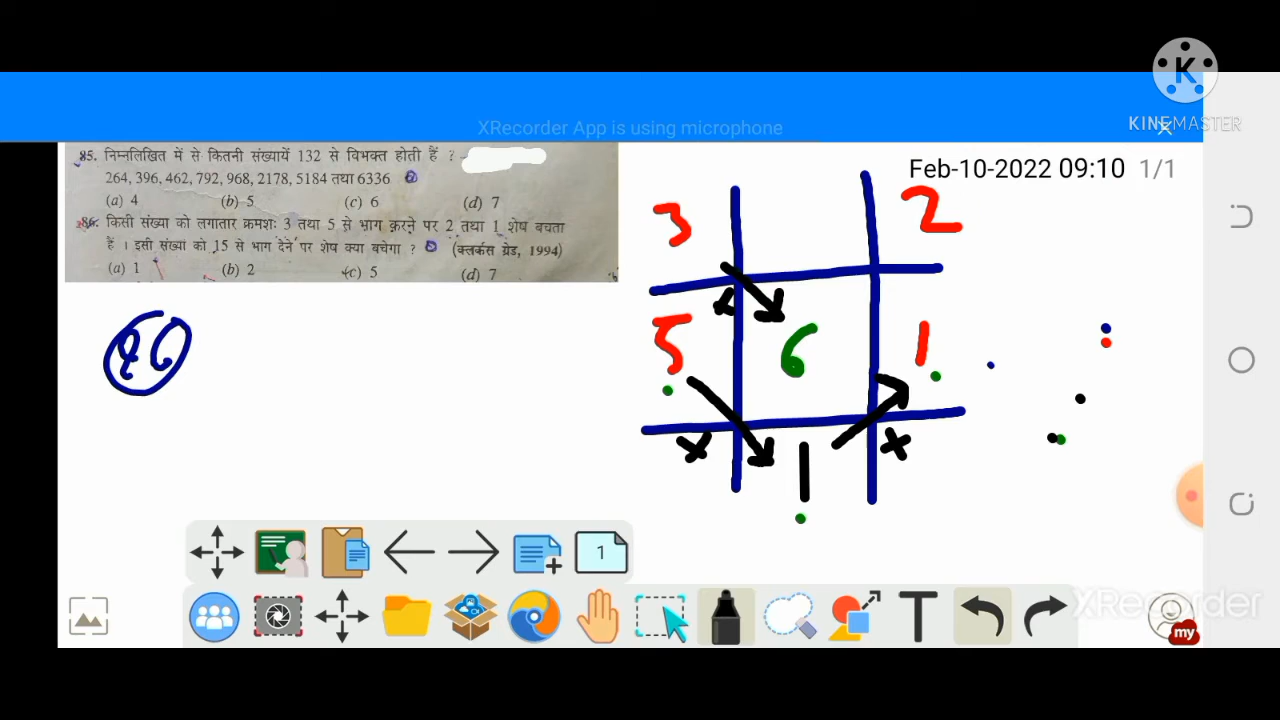 K
KINEMASTER
XRecorder App is using microphone
85. निम्नलिखित में से कितनी संख्यायें 132 से विभक्त होती हैं ?
264, 396, 462, 792, 968, 2178, 5184 तथा 6336
(a) 4 (b) 5 (c) 6 (d) 7
86. किसी संख्या को लगातार क्रमशः 3 तथा 5 से भाग करने पर 2 तथा 1 शेष बचता
हैं । इसी संख्या को 15 से भाग देने पर शेष क्या बचेगा ? (क्लर्कस ग्रेड, 1994)
(a) 1 (b) 2 (c) 5 (d) 7
Feb-10-2022 09:10 1/1
3 2
5 6 1
x 1 x
1
T
XRecorder
my